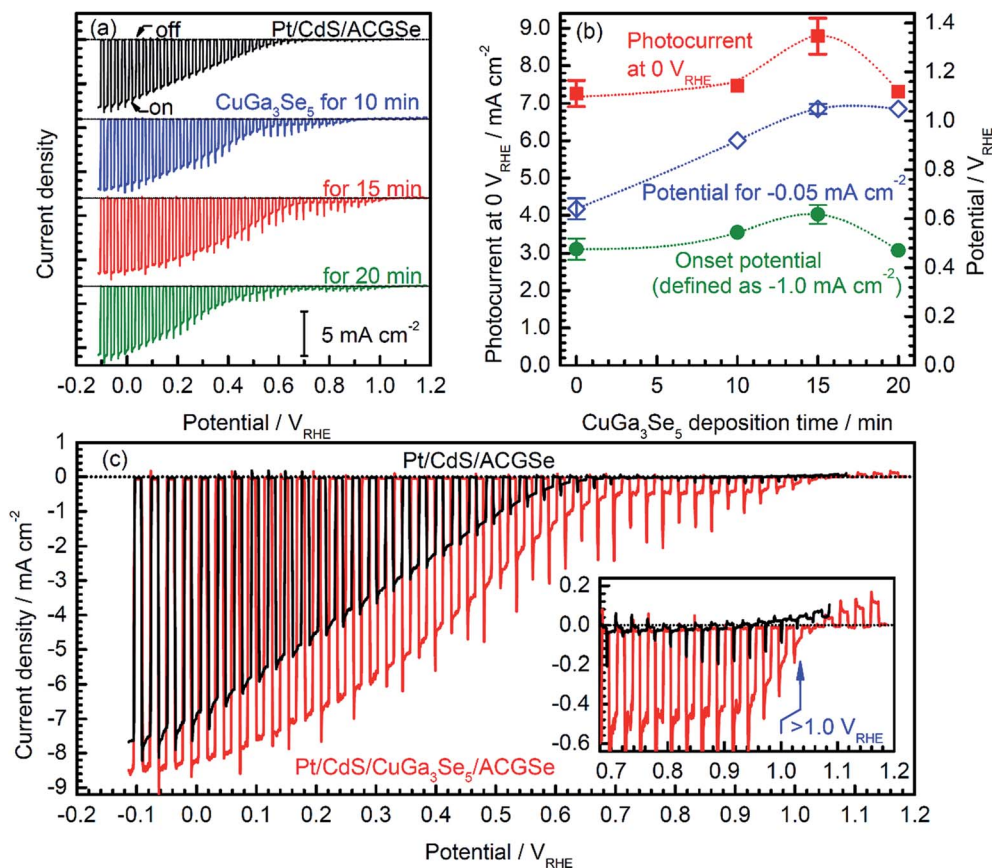 (a)
off
Pt/CdS/ACGSe
on
CuGa3Se5 for 10 min
for 15 min
for 20 min
5 mA cm-2
Current density
-0.2 0.0 0.2 0.4 0.6 0.8 1.0 1.2
Potential / VRHE
(b)
Photocurrent
at 0 VRHE
Potential for -0.05 mA cm-2
Onset potential
(defined as -1.0 mA cm-2)
9.0
8.0
7.0
6.0
5.0
4.0
3.0
2.0
1.0
0.0
Photocurrent at 0 VRHE / mA cm-2
1.4
1.2
1.0
0.8
0.6
0.4
0.2
0.0
Potential / VRHE
0 5 10 15 20
CuGa3Se5 deposition time / min
(c)
Pt/CdS/ACGSe
Pt/CdS/CuGa3Se5/ACGSe
1
0
-1
-2
-3
-4
-5
-6
-7
-8
-9
Current density / mA cm-2
-0.2 -0.1 0.0 0.1 0.2 0.3 0.4 0.5 0.6 0.7 0.8 0.9 1.0 1.1 1.2
Potential / VRHE
0.2
0.0
-0.2
-0.4
-0.6
>1.0 VRHE
0.7 0.8 0.9 1.0 1.1 1.2